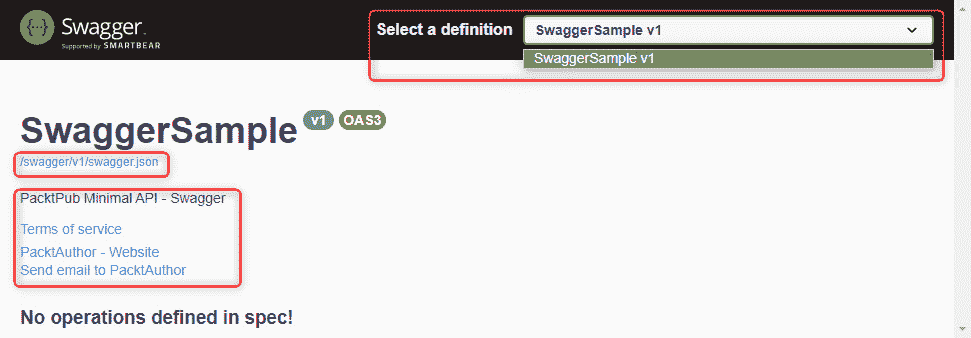 Swagger.
Supported by SMARTBEAR
Select a definition
SwaggerSample v1
SwaggerSample v1
SwaggerSample v1 OAS3
/swagger/v1/swagger.json
PacktPub Minimal API - Swagger
Terms of service
PacktAuthor - Website
Send email to PacktAuthor
No operations defined in spec!